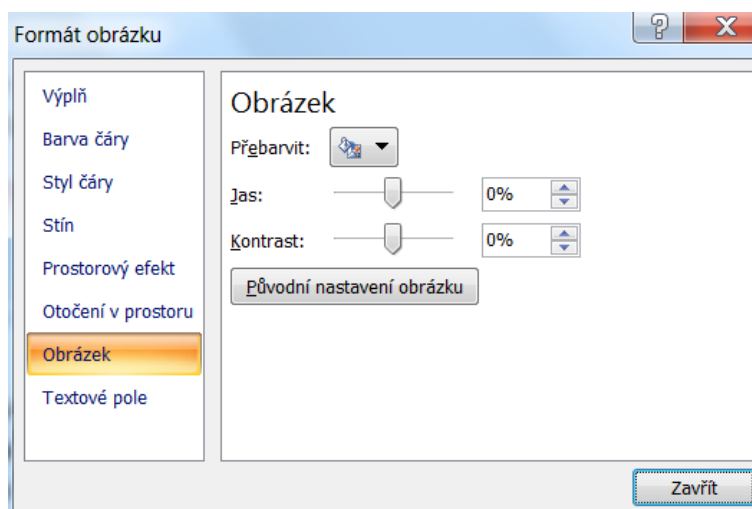 Formát obrázku
Výplň
Barva čáry
Styl čáry
Stín
Prostorový efekt
Otočení v prostoru
Obrázek
Textové pole
Obrázek
Přebarvit:
Jas: 0%
Kontrast: 0%
Původní nastavení obrázku
Zavřít